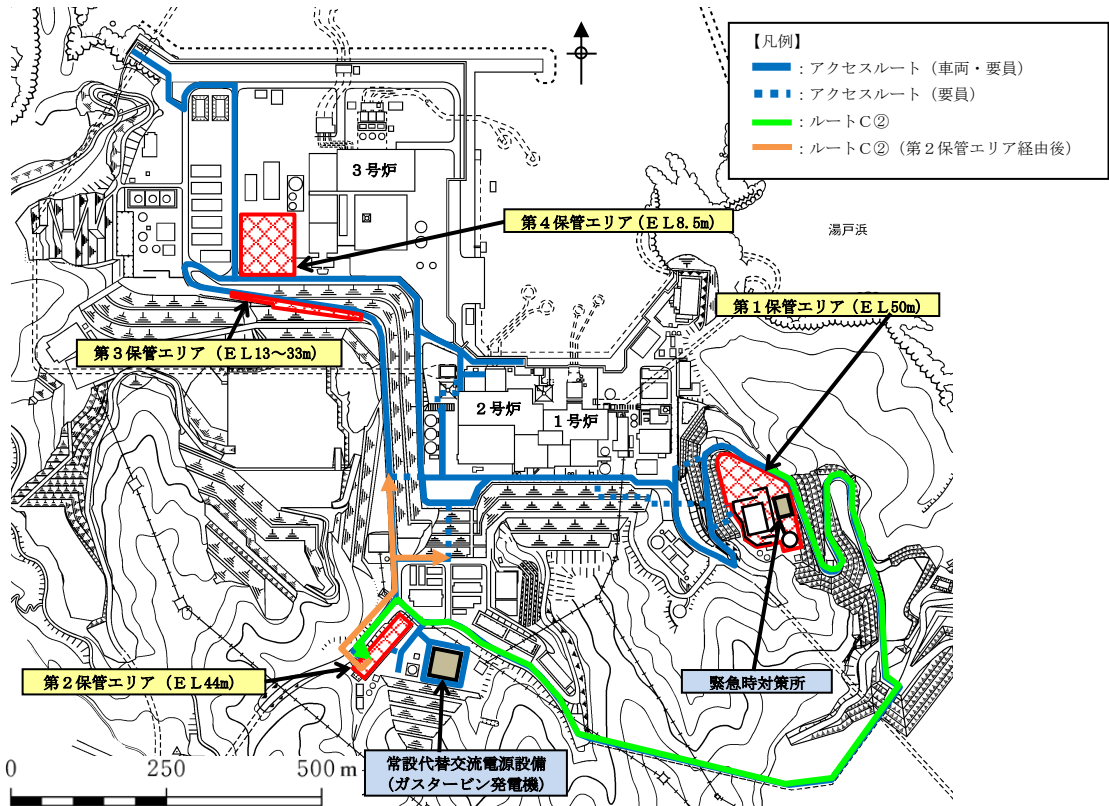 【凡例】
：アクセスルート（車両・要員）
：アクセスルート（要員）
：ルートＣ②
：ルートＣ②（第２保管エリア経由後）
３号炉
第４保管エリア（ＥＬ8.5m）
湯戸浜
第１保管エリア（ＥＬ50m）
第３保管エリア（ＥＬ13～33m）
２号炉
１号炉
第２保管エリア（ＥＬ44m）
緊急時対策所
常設代替交流電源設備
（ガスタービン発電機）
0 250 500 m